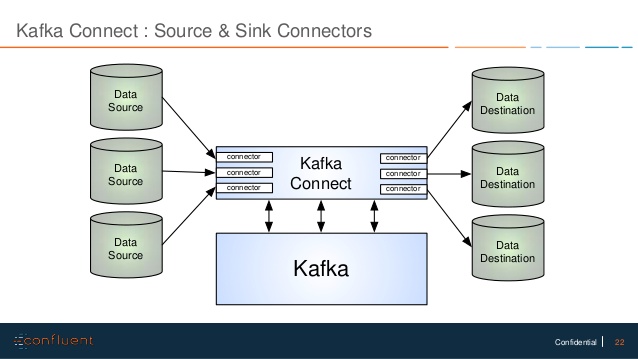 Kafka Connect : Source & Sink Connectors
Data
Source
Data
Source
Data
Source
connector
connector
connector
Kafka
Connect
connector
connector
connector
Data
Destination
Data
Destination
Data
Destination
Kafka
confluent
Confidential
22